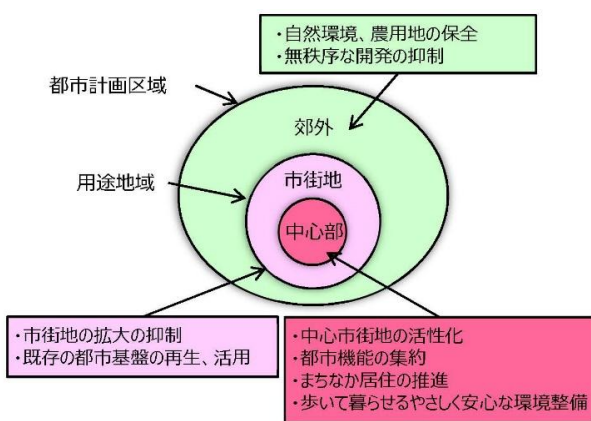 ・自然環境、農用地の保全
・無秩序な開発の抑制
都市計画区域
郊外
用途地域
市街地
中心部
・市街地の拡大の抑制
・既存の都市基盤の再生、活用
・中心市街地の活性化
・都市機能の集約
・まちなか居住の推進
・歩いて暮らせるやさしく安心な環境整備